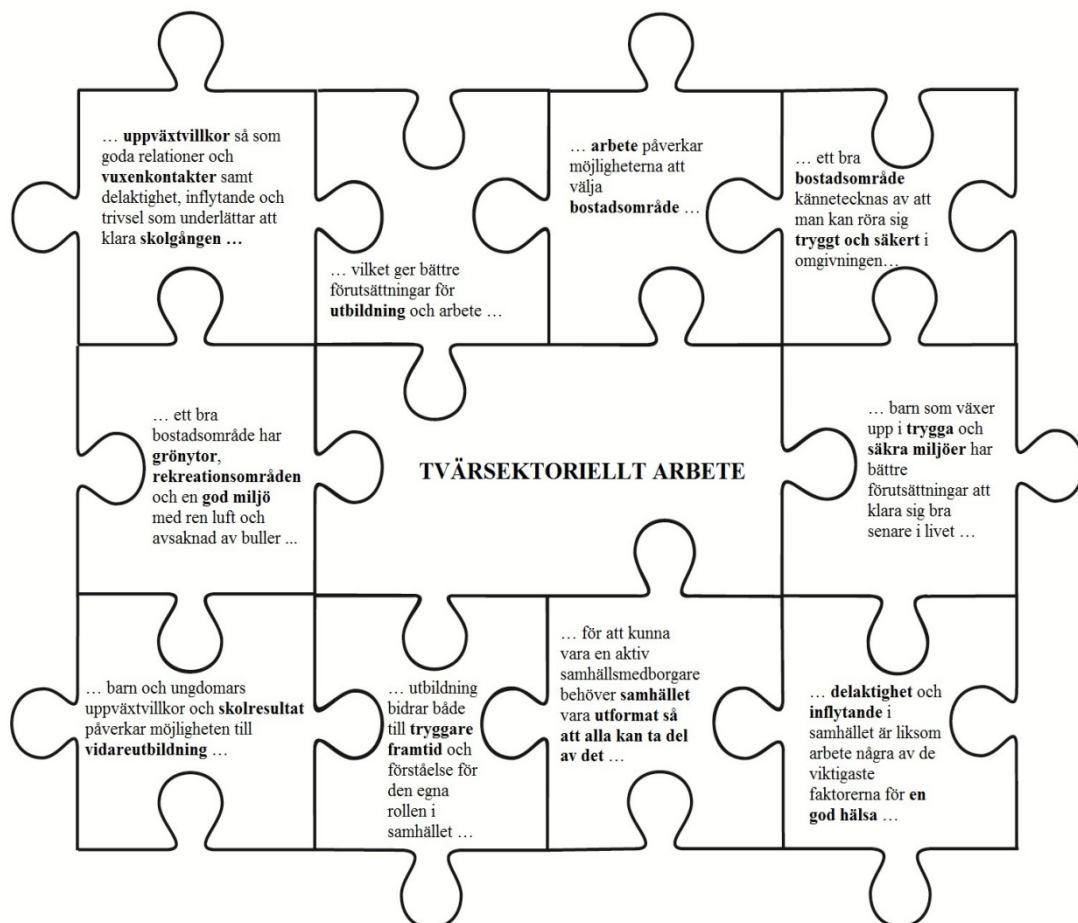 … uppväxtvillkor så som
goda relationer och
vuxenkontakter samt
delaktighet, inflytande och
trivsel som underlättar att
klara skolgången …
… vilket ger bättre
förutsättningar för
utbildning och arbete …
… arbete påverkar
möjligheterna att
välja
bostadsområde …
… ett bra
bostadsområde
kännetecknas av att
man kan röra sig
tryggt och säkert i
omgivningen…
… ett bra
bostadsområde har
grönytor,
rekreationsområden
och en god miljö
med ren luft och
avsaknad av buller ...
TVÄRSEKTORIELLT ARBETE
… barn som växer
upp i trygga och
säkra miljöer har
bättre
förutsättningar att
klara sig bra
senare i livet …
… barn och ungdomars
uppväxtvillkor och skolresultat
påverkar möjligheten till
vidareutbildning …
… utbildning
bidrar både
till tryggare
framtid och
förståelse för
den egna
rollen i
samhället …
… för att kunna
vara en aktiv
samhällsmedborgare
behöver samhället
vara utformat så
att alla kan ta del
av det …
… delaktighet och
inflytande i
samhället är liksom
arbete några av de
viktigaste
faktorerna för en
god hälsa …